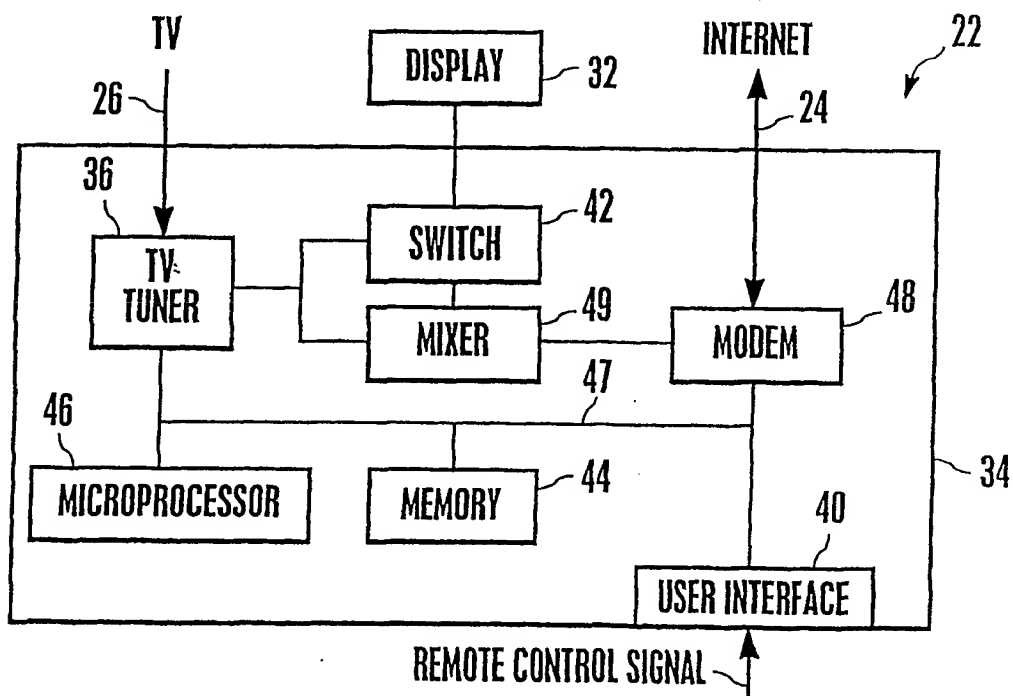 TV
DISPLAY
INTERNET
22
26
32
24
36
42
TV
TUNER
SWITCH
49
48
MIXER
MODEM
46
47
MICROPROCESSOR
MEMORY
44
34
40
USER INTERFACE
REMOTE CONTROL SIGNAL